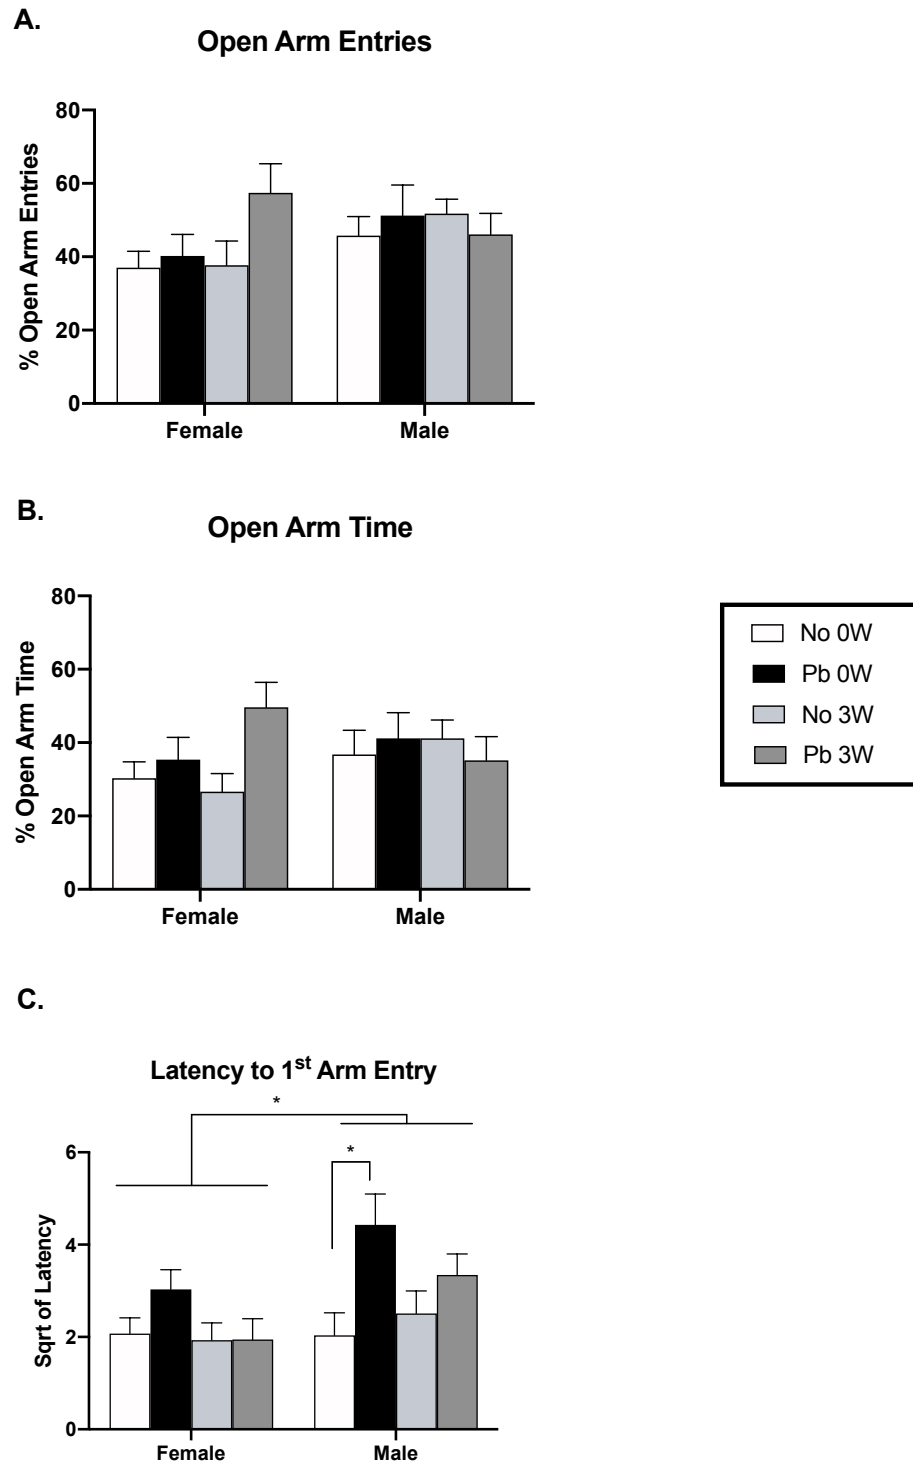 A.
Open Arm Entries
% Open Arm Entries
80
60
40
20
0
Female Male
B.
Open Arm Time
% Open Arm Time
80
60
40
20
0
Female Male
No 0W
Pb 0W
No 3W
Pb 3W
C.
Latency to 1st Arm Entry
*
*
Sqrt of Latency
6
4
2
0
Female Male